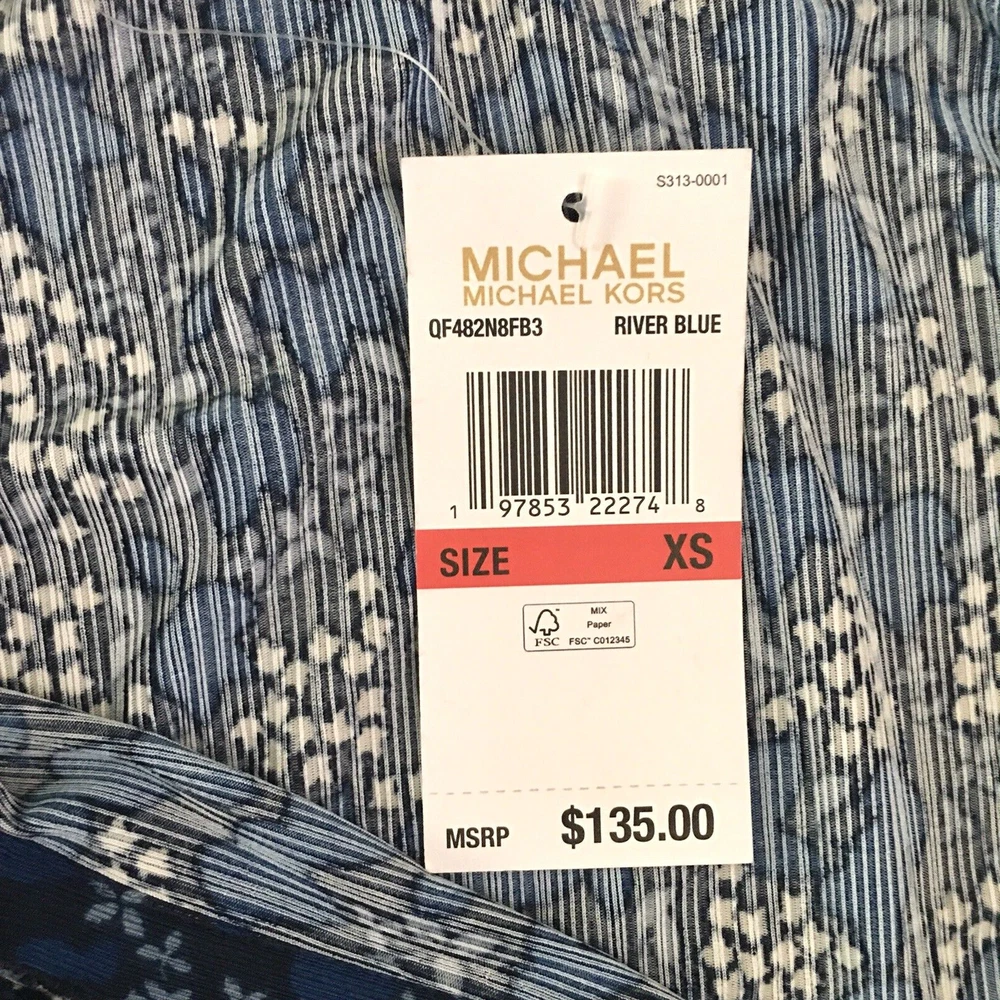 S313-0001
MICHAEL
MICHAEL KORS
QF482N8FB3 RIVER BLUE
1 97853 22274 8
SIZE XS
FSC
MIX
Paper
FSC™ C012345
MSRP $135.00